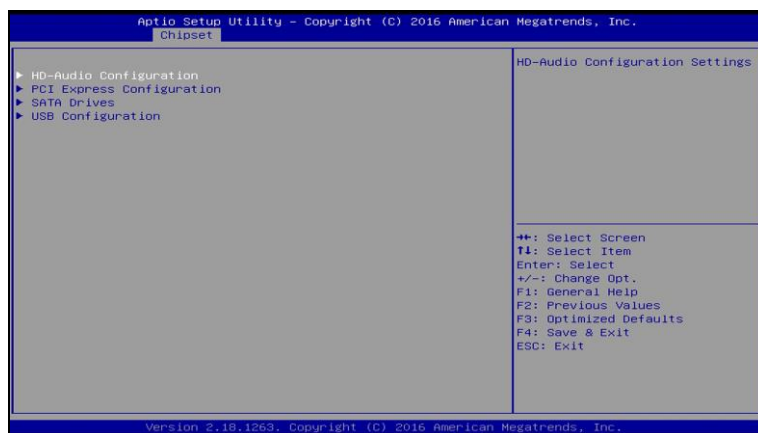 Aptio Setup Utility – Copyright (C) 2016 American Megatrends, Inc.
Chipset
▶ HD-Audio Configuration
▶ PCI Express Configuration
▶ SATA Drives
▶ USB Configuration
HD-Audio Configuration Settings
→←: Select Screen
↑↓: Select Item
Enter: Select
+/-: Change Opt.
F1: General Help
F2: Previous Values
F3: Optimized Defaults
F4: Save & Exit
ESC: Exit
Version 2.18.1263. Copyright (C) 2016 American Megatrends, Inc.